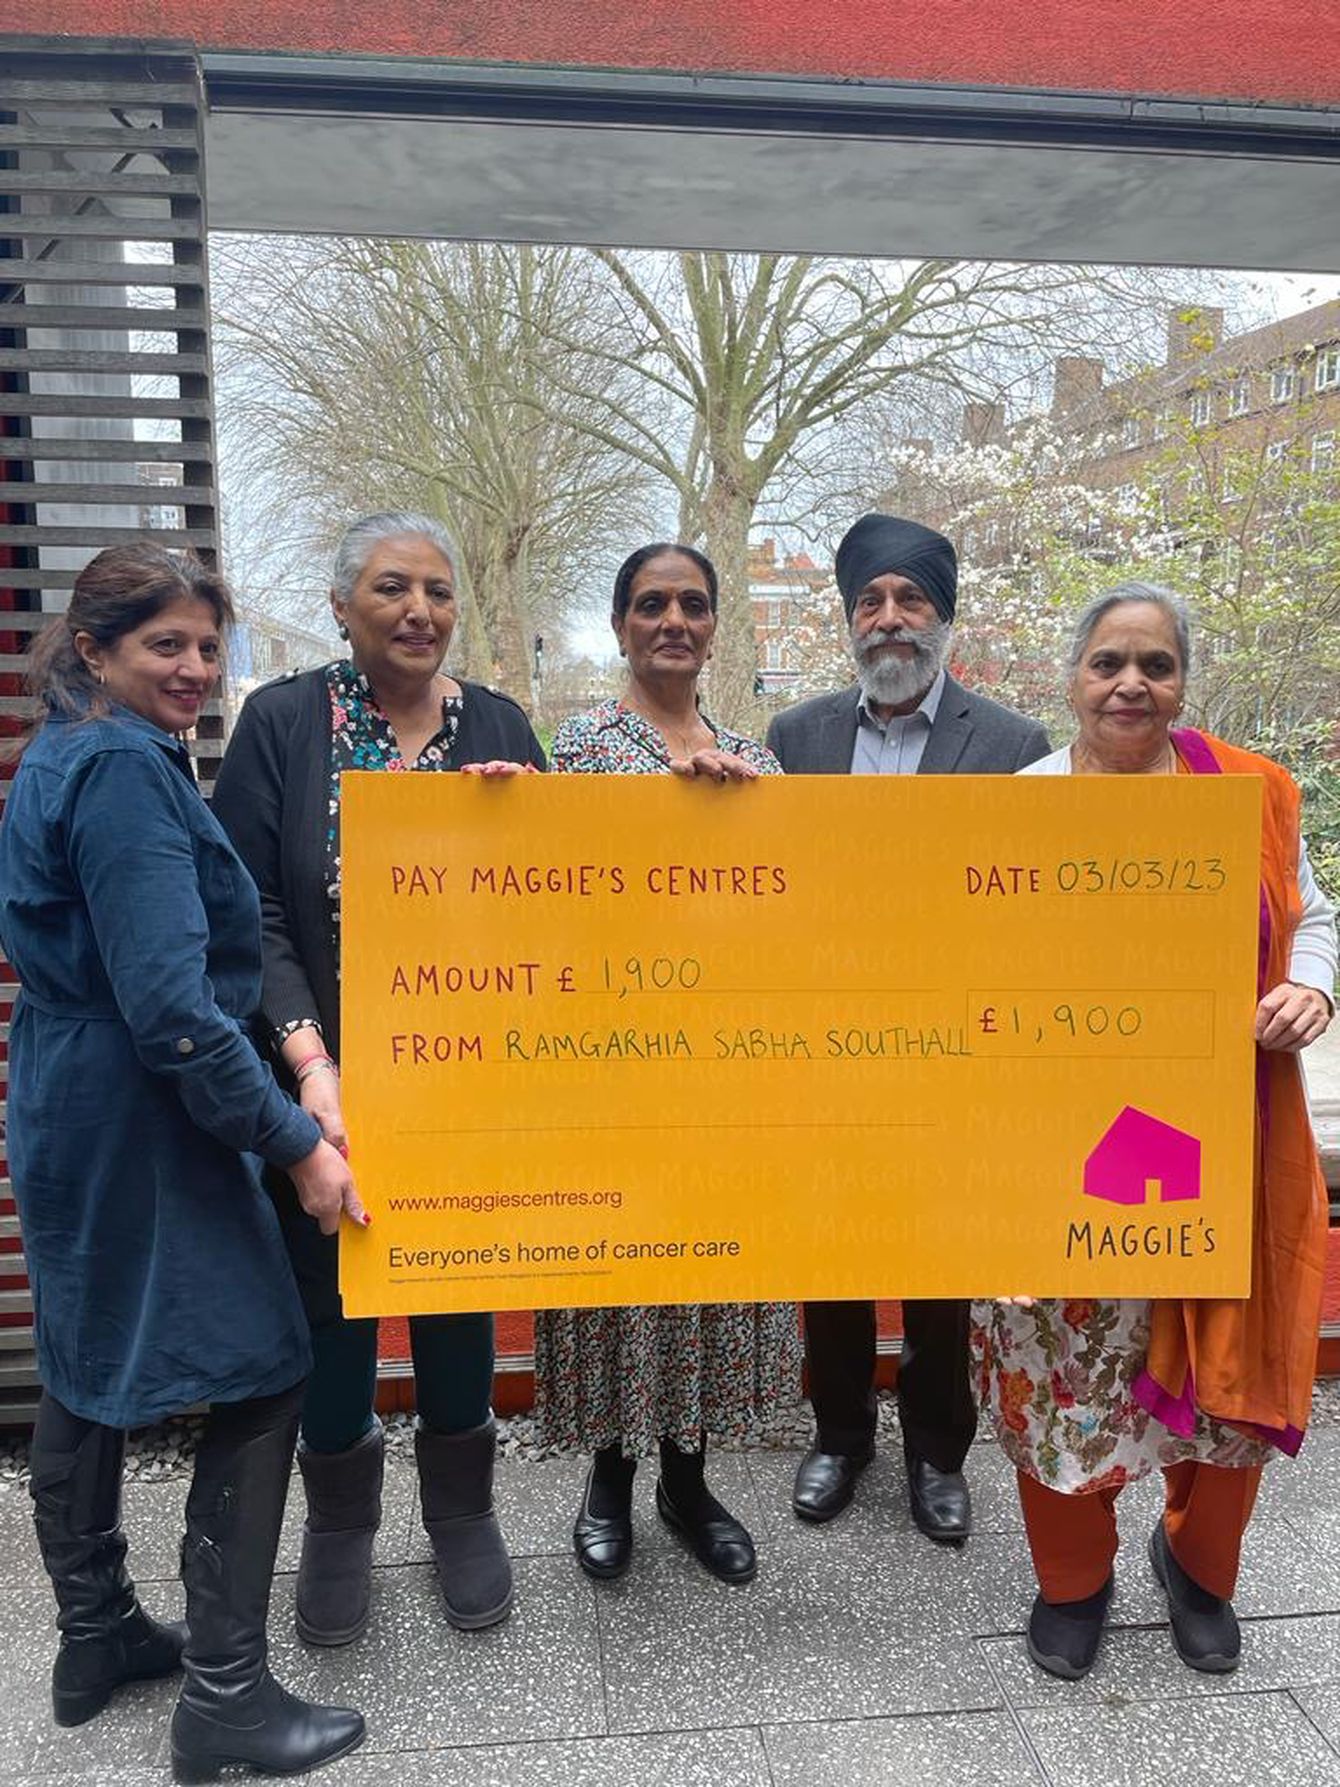 PAY MAGGIE'S CENTRES DATE 03/03/23
AMOUNT £ 1,900
£1,900
FROM RAMGARHIA SABHA SOUTHALL
www.maggiescentres.org
Everyone's home of cancer care
MAGGIE'S